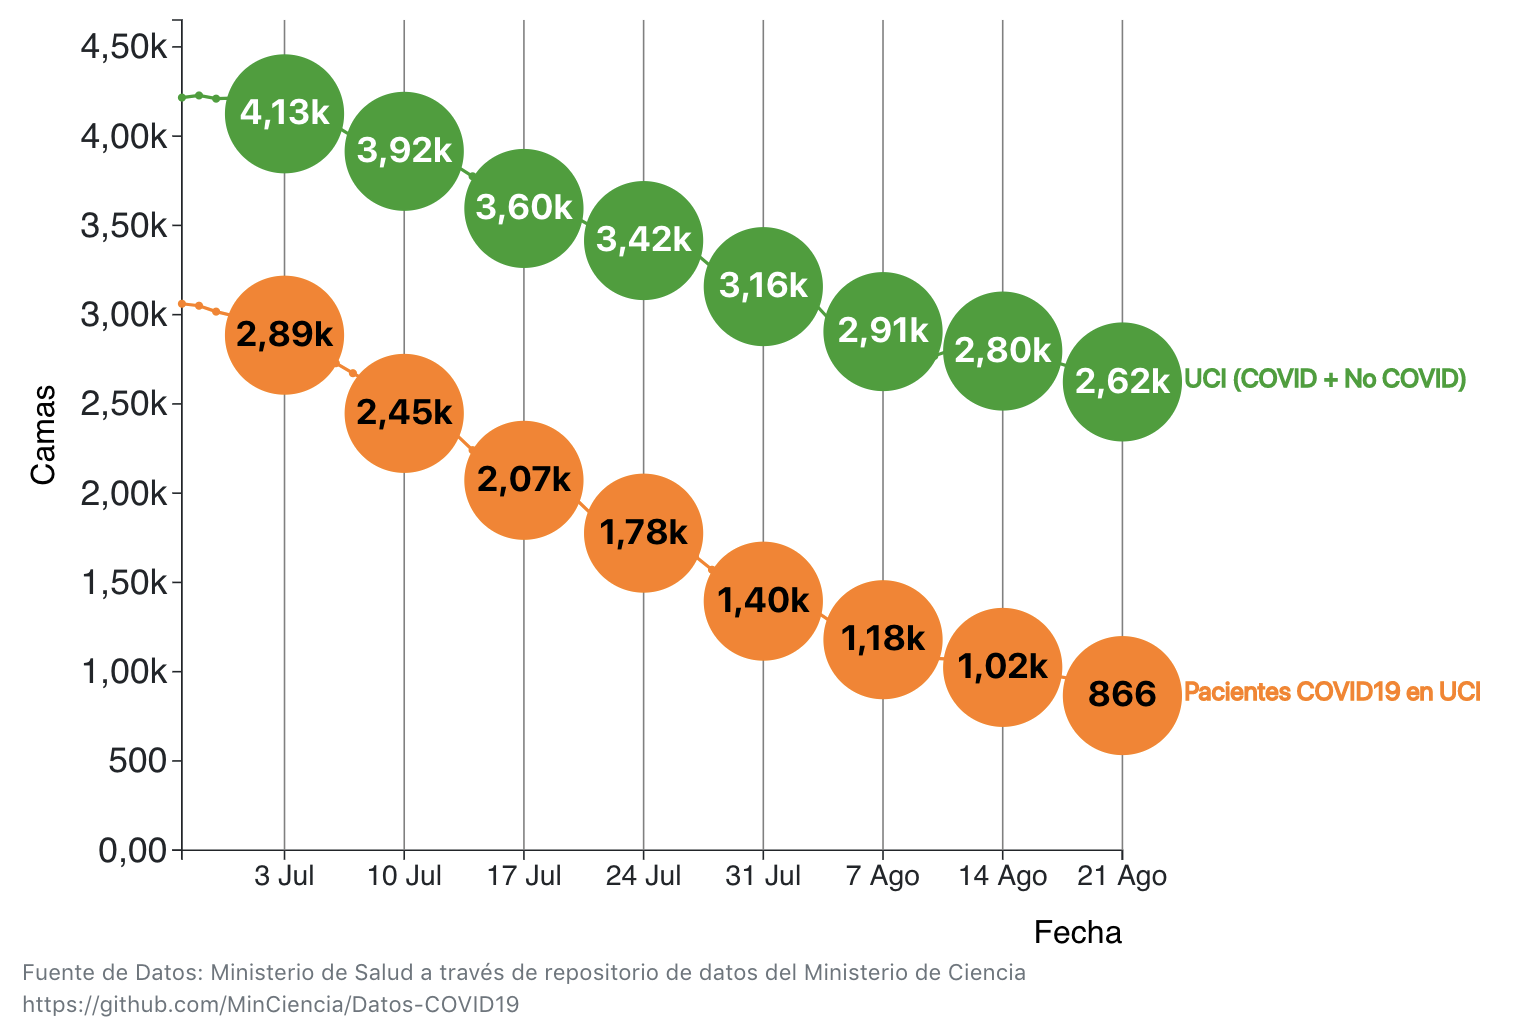 4,50k
4,00k
3,50k
3,00k
2,50k
2,00k
1,50k
1,00k
500
0,00
Camas
4,13k
3,92k
3,60k
3,42k
3,16k
2,91k
2,80k
2,62k
UCI (COVID + No COVID)
2,89k
2,45k
2,07k
1,78k
1,40k
1,18k
1,02k
866
Pacientes COVID19 en UCI
3 Jul
10 Jul
17 Jul
24 Jul
31 Jul
7 Ago
14 Ago
21 Ago
Fecha
Fuente de Datos: Ministerio de Salud a través de repositorio de datos del Ministerio de Ciencia
https://github.com/MinCiencia/Datos-COVID19